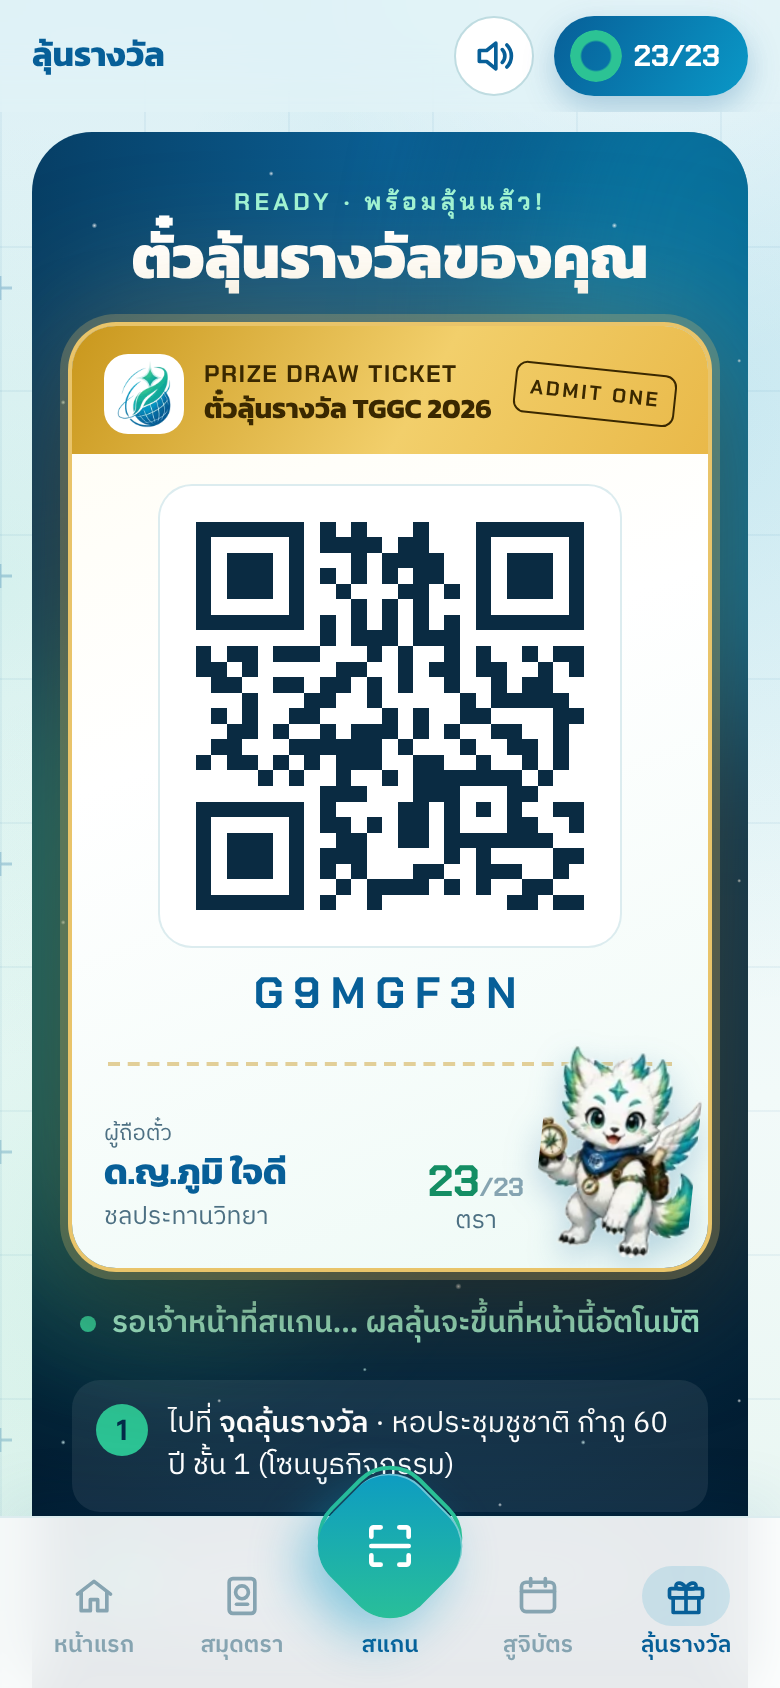 ลุ้นรางวัล
23/23
READY · พร้อมลุ้นแล้ว!
ตั๋วลุ้นรางวัลของคุณ
PRIZE DRAW TICKET
ตั๋วลุ้นรางวัล TGGC 2026
ADMIT ONE
G9MGF3N
ผู้ถือตั๋ว
ด.ญ.ภูมิ ใจดี
ชลประทานวิทยา
23/23
ตรา
รอเจ้าหน้าที่สแกน... ผลลุ้นจะขึ้นที่หน้านี้อัตโนมัติ
1
ไปที่ จุดลุ้นรางวัล · หอประชุมชูชาติ กำภู 60
ปี ชั้น 1 (โซนบูธกิจกรรม)
หน้าแรก
สมุดตรา
สแกน
สูจิบัตร
ลุ้นรางวัล